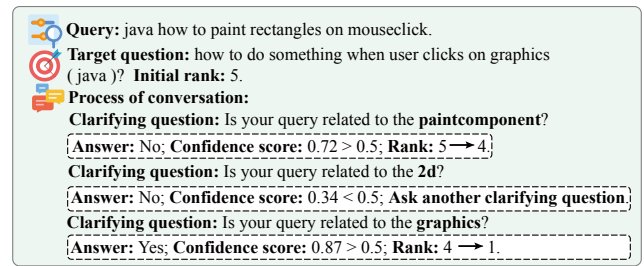 Query: java how to paint rectangles on mouseclick.
Target question: how to do something when user clicks on graphics
( java )? Initial rank: 5.
Process of conversation:
Clarifying question: Is your query related to the paintcomponent?
Answer: No; Confidence score: 0.72 > 0.5; Rank: 5 → 4.
Clarifying question: Is your query related to the 2d?
Answer: No; Confidence score: 0.34 < 0.5; Ask another clarifying question.
Clarifying question: Is your query related to the graphics?
Answer: Yes; Confidence score: 0.87 > 0.5; Rank: 4 → 1.